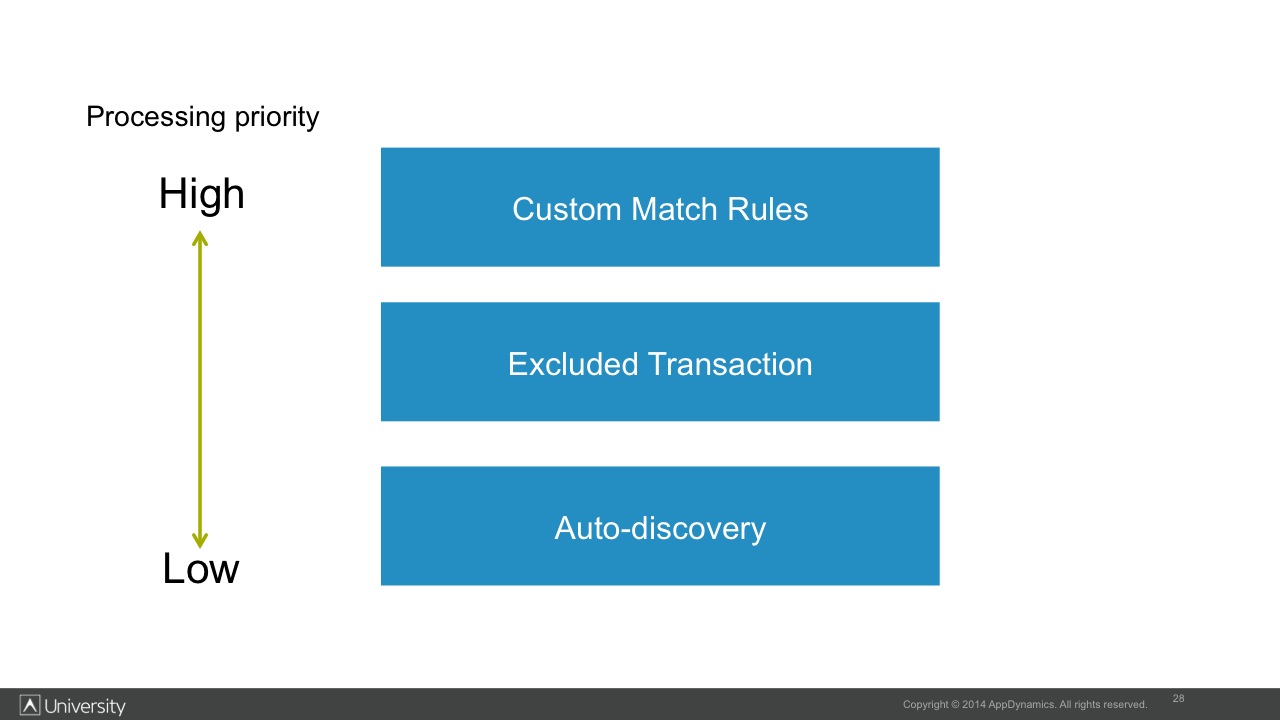 Processing priority
High
Custom Match Rules
Excluded Transaction
Auto-discovery
Low
University
Copyright © 2014 AppDynamics. All rights reserved.
28